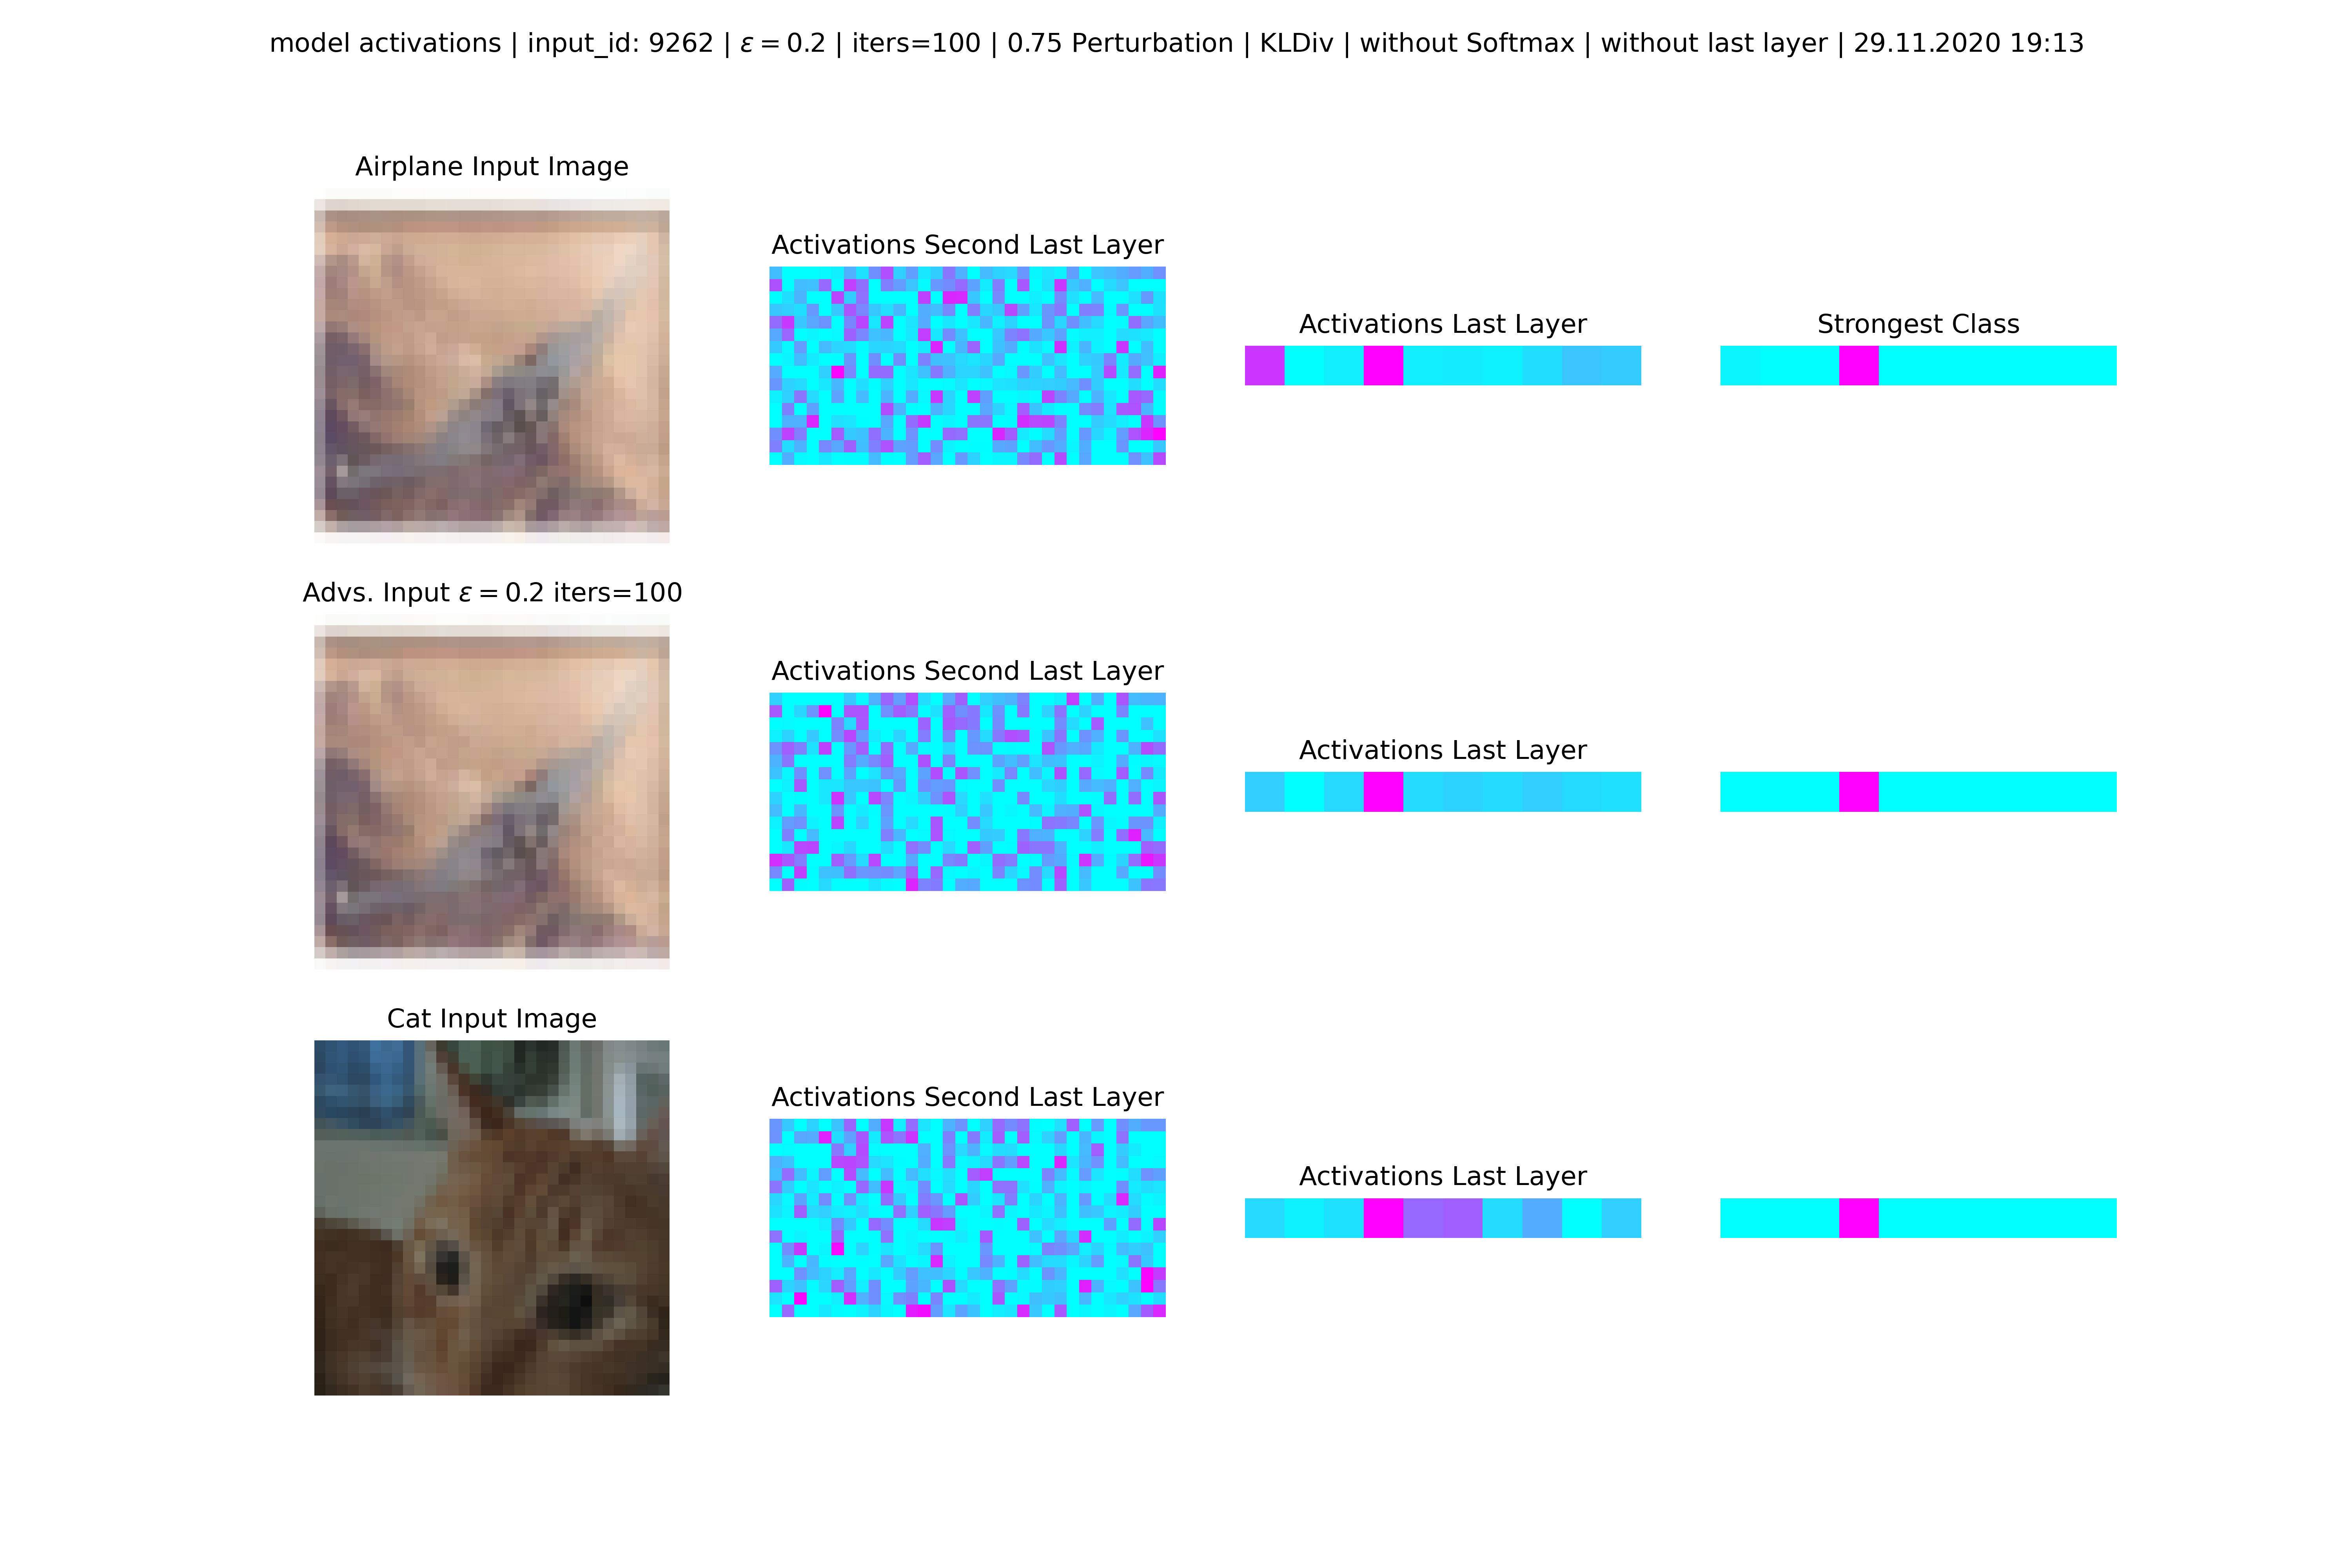 model activations | input_id: 9262 | ε = 0.2 | iters=100 | 0.75 Perturbation | KLDiv | without Softmax | without last layer | 29.11.2020 19:13
Airplane Input Image
Activations Second Last Layer
Activations Last Layer
Strongest Class
Advs. Input ε = 0.2 iters=100
Activations Second Last Layer
Activations Last Layer
Cat Input Image
Activations Second Last Layer
Activations Last Layer